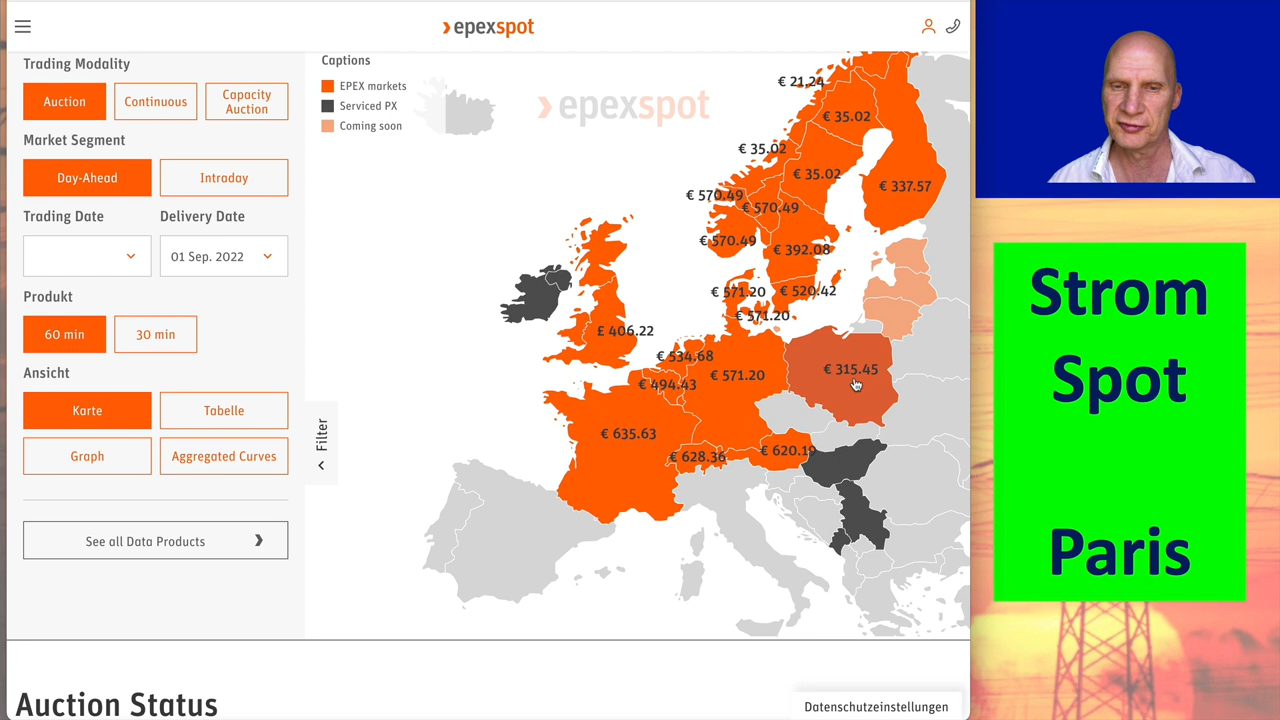 epexspot
Trading Modality
Auction
Continuous
Capacity
Auction
Market Segment
Day-Ahead
Intraday
Trading Date
Delivery Date
01 Sep. 2022
Produkt
60 min
30 min
Ansicht
Karte
Tabelle
Graph
Aggregated Curves
See all Data Products
Filter
Captions
EPEX markets
Serviced PX
Coming soon
epexspot
€ 21.24
€ 35.02
€ 35.02
€ 35.02
€ 337.57
€ 570.49
€ 570.49
€ 570.49
€ 392.08
€ 571.20
€ 520.42
€ 571.20
£ 406.22
€ 534.68
€ 494.43
€ 571.20
€ 315.45
€ 635.63
€ 628.36
€ 620.19
Auction Status
Datenschutzeinstellungen
Strom
Spot
Paris